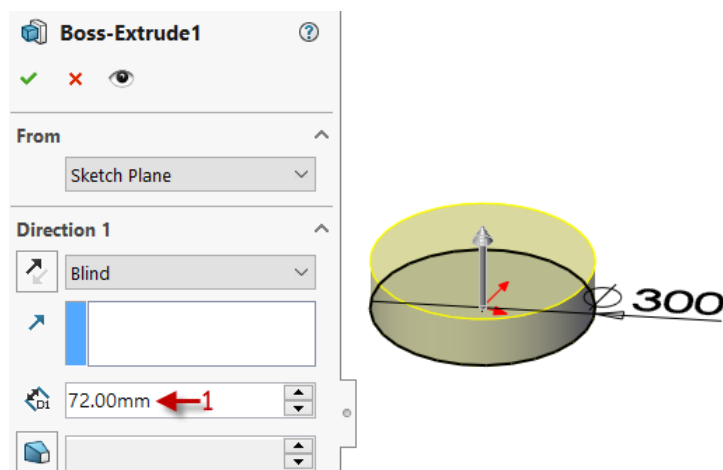 Boss-Extrude1
From
Sketch Plane
Direction 1
Blind
D1
72.00mm
1
Ø 300